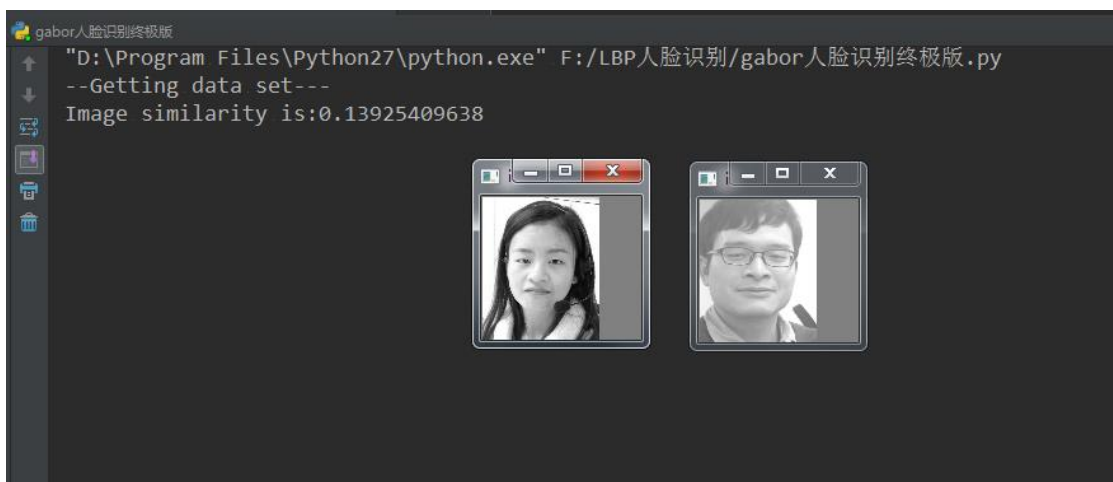 gabor人脸识别终极版
"D:\Program Files\Python27\python.exe" F:/LBP人脸识别/gabor人脸识别终极版.py
--Getting data set---
Image similarity is:0.13925409638